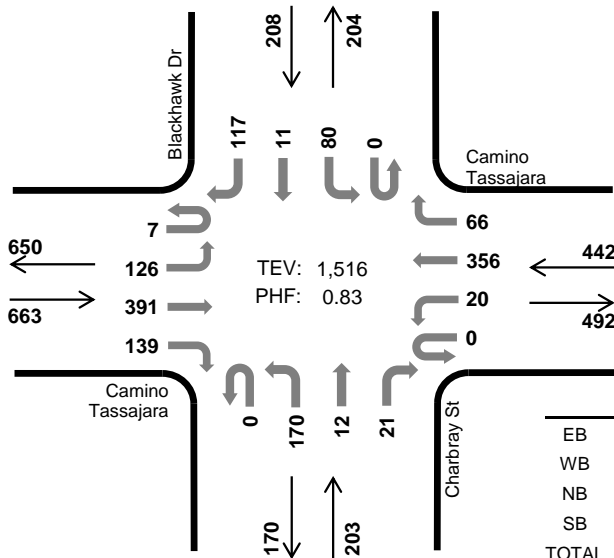 208
204
Blackhawk Dr
117
11
80
0
Camino
Tassajara
7
66
650
126
TEV: 1,516
356
442
663
391
PHF: 0.83
20
492
139
0
Camino
Tassajara
0
170
12
21
Charbray St
170
203
EB
WB
NB
SB
TOTAL